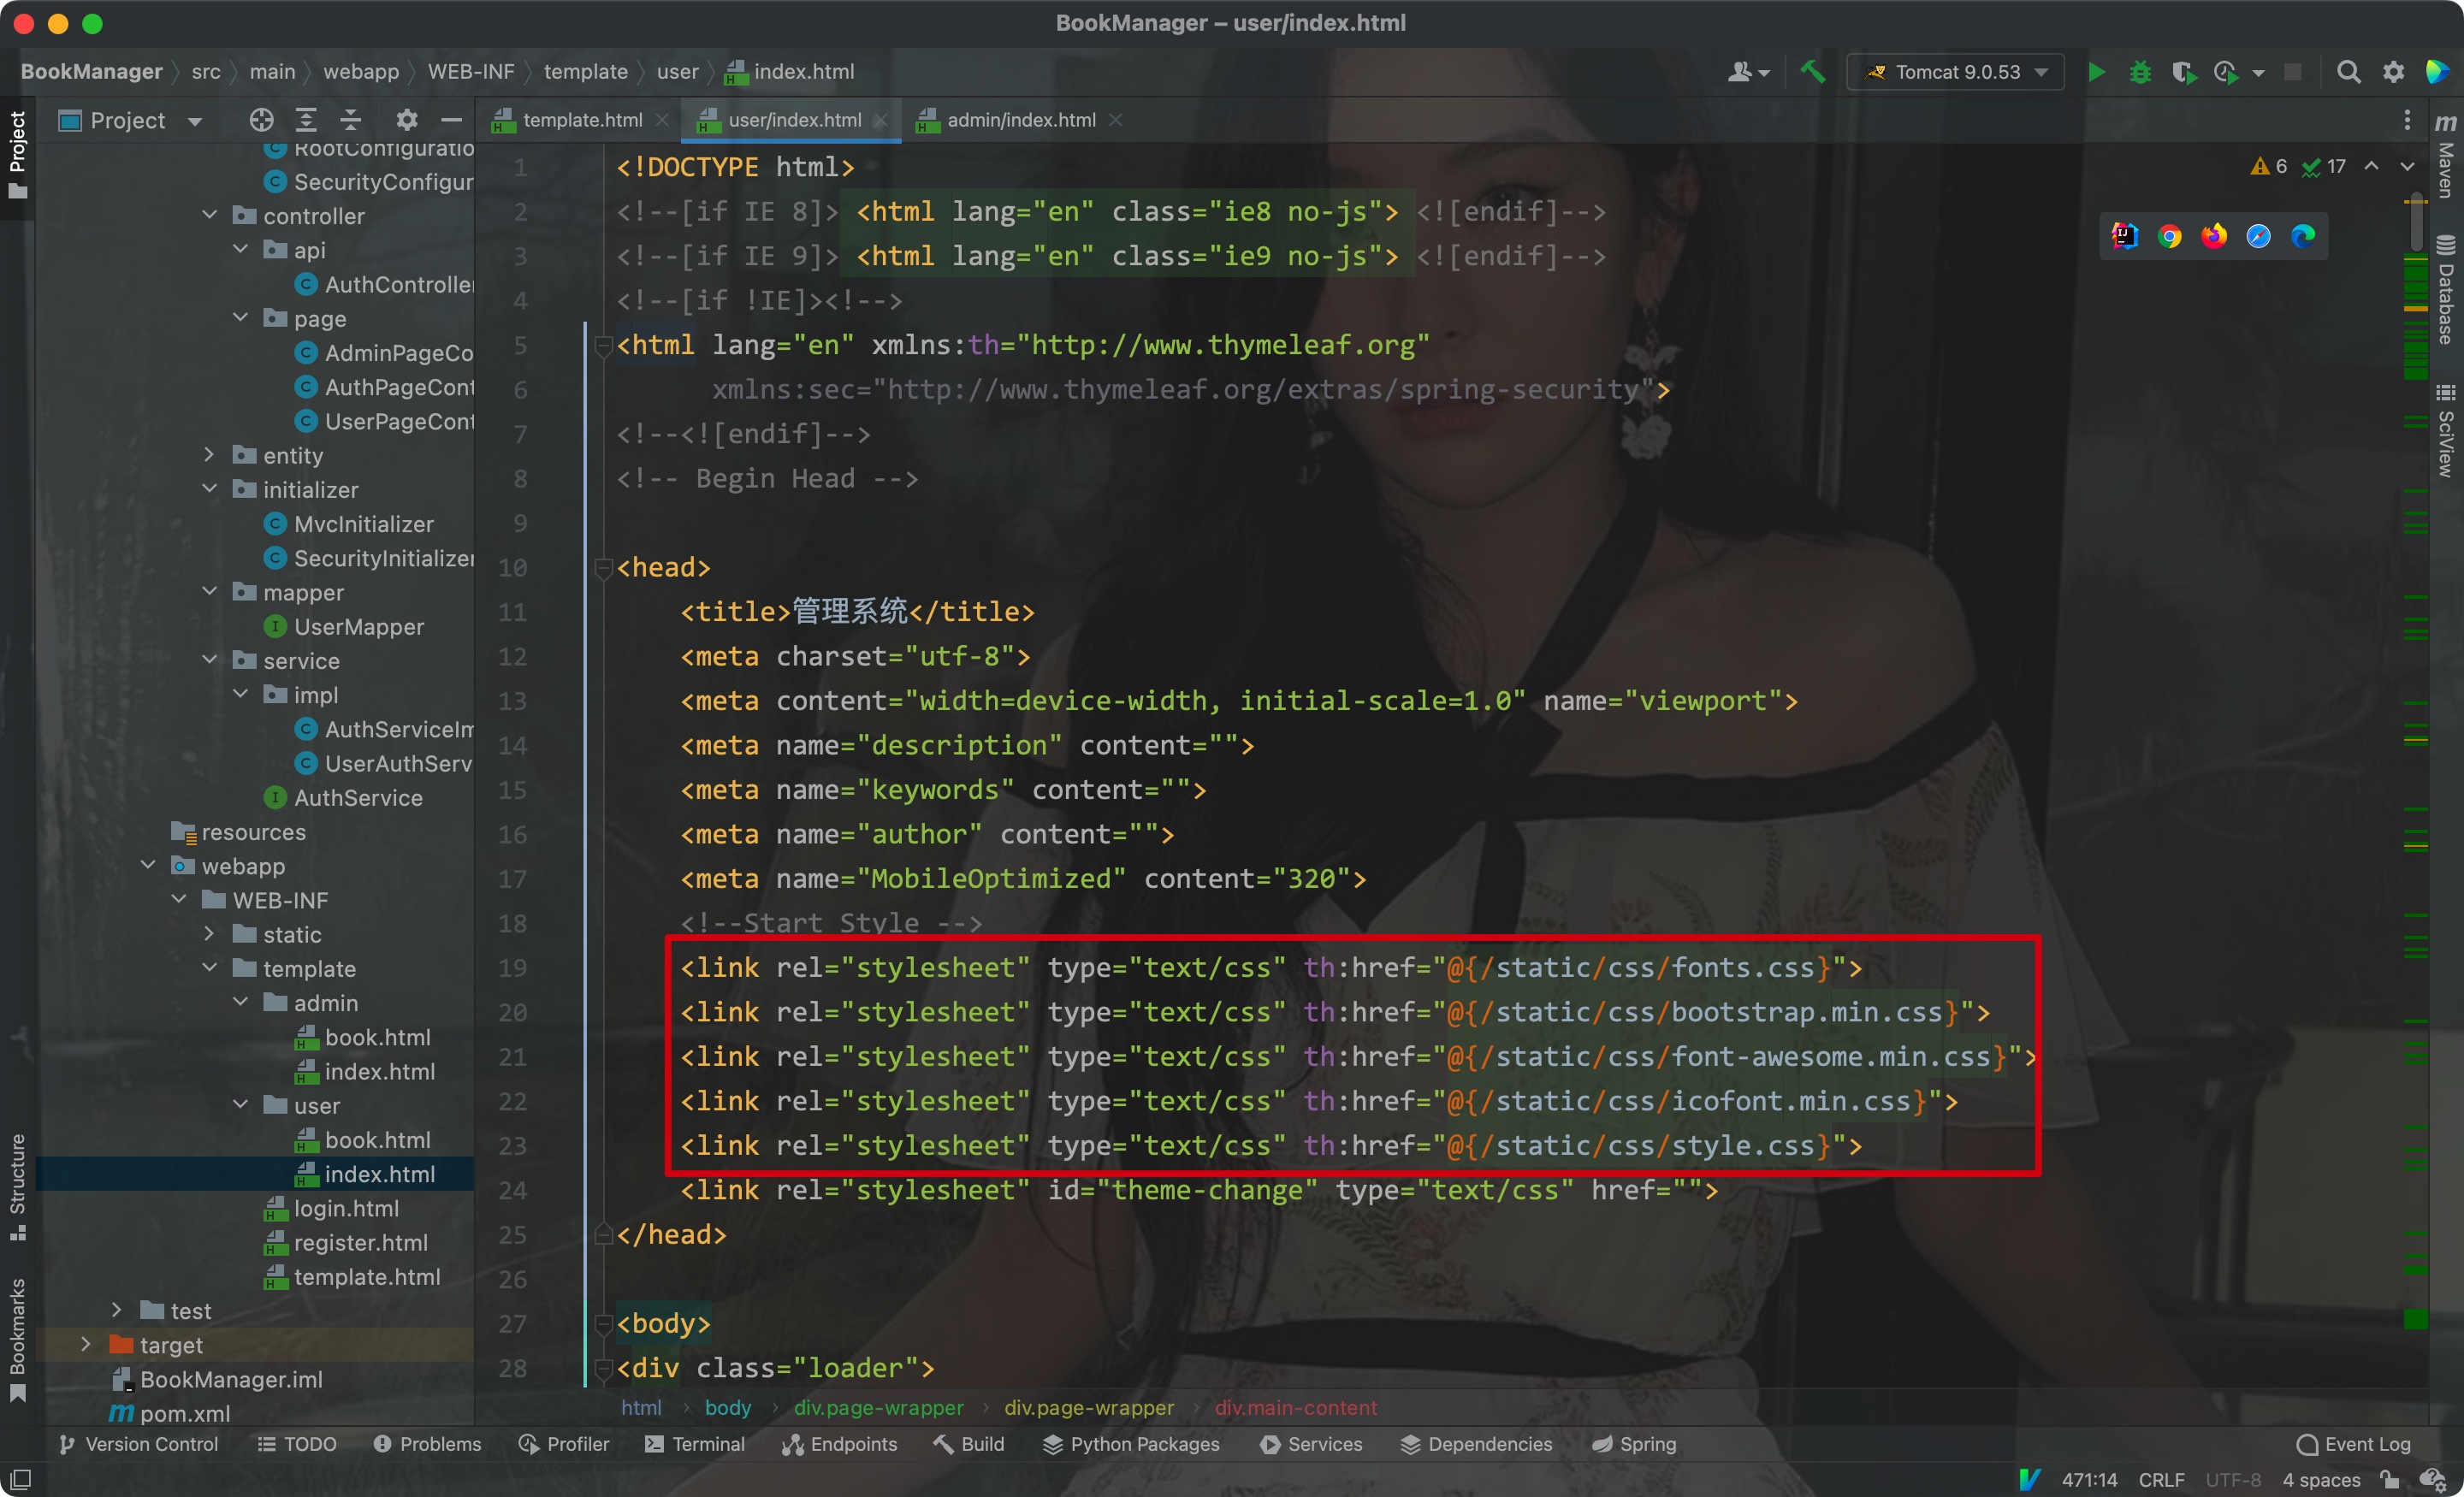 BookManager – user/index.html
BookManager src main webapp WEB-INF template user index.html
Tomcat 9.0.53
Project
Project
template.html
user/index.html
admin/index.html
RootConfiguratio
SecurityConfigur
controller
api
AuthController
page
AdminPageCo
AuthPageCont
UserPageCont
entity
initializer
MvcInitializer
SecurityInitializer
mapper
UserMapper
service
impl
AuthServiceIm
UserAuthServ
AuthService
resources
webapp
WEB-INF
static
template
admin
book.html
index.html
user
book.html
index.html
login.html
register.html
template.html
test
target
BookManager.iml
pom.xml
Structure
Bookmarks
6 17
1 <!DOCTYPE html>
2 <!--[if IE 8]> <html lang="en" class="ie8 no-js"> <![endif]-->
3 <!--[if IE 9]> <html lang="en" class="ie9 no-js"> <![endif]-->
4 <!--[if !IE]><!-->
5 <html lang="en" xmlns:th="http://www.thymeleaf.org"
6 xmlns:sec="http://www.thymeleaf.org/extras/spring-security">
7 <!--<![endif]-->
8 <!-- Begin Head -->
9
10 <head>
11 <title>管理系统</title>
12 <meta charset="utf-8">
13 <meta content="width=device-width, initial-scale=1.0" name="viewport">
14 <meta name="description" content="">
15 <meta name="keywords" content="">
16 <meta name="author" content="">
17 <meta name="MobileOptimized" content="320">
18 <!--Start Style -->
19 <link rel="stylesheet" type="text/css" th:href="@{/static/css/fonts.css}">
20 <link rel="stylesheet" type="text/css" th:href="@{/static/css/bootstrap.min.css}">
21 <link rel="stylesheet" type="text/css" th:href="@{/static/css/font-awesome.min.css}">
22 <link rel="stylesheet" type="text/css" th:href="@{/static/css/icofont.min.css}">
23 <link rel="stylesheet" type="text/css" th:href="@{/static/css/style.css}">
24 <link rel="stylesheet" id="theme-change" type="text/css" href="">
25 </head>
26
27 <body>
28 <div class="loader">
html body div.page-wrapper div.page-wrapper div.main-content
Maven
Database
SciView
Version Control TODO Problems Profiler Terminal Endpoints Build Python Packages Services Dependencies Spring Event Log
471:14 CRLF UTF-8 4 spaces